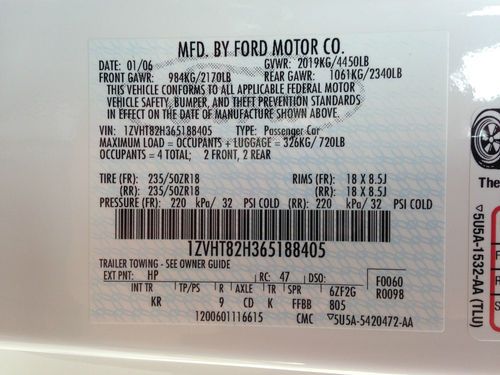 MFD. BY FORD MOTOR CO.
DATE: 01/06 GVWR: 2019KG/4450LB
FRONT GAWR: 984KG/2170LB REAR GAWR: 1061KG/2340LB
THIS VEHICLE CONFORMS TO ALL APPLICABLE FEDERAL MOTOR
VEHICLE SAFETY, BUMPER, AND THEFT PREVENTION STANDARDS
IN EFFECT ON THE DATE OF MANUFACTURE SHOWN ABOVE.
VIN: 1ZVHT82H365188405 TYPE: Passenger Car
MAXIMUM LOAD = OCCUPANTS + LUGGAGE = 326KG/ 720LB
OCCUPANTS = 4 TOTAL; 2 FRONT, 2 REAR
TIRE (FR): 235/50ZR18 RIMS (FR): 18 X 8.5J
(RR): 235/50ZR18 (RR): 18 X 8.5J
PRESSURE (FR): 220 kPa/ 32 PSI COLD (RR): 220 kPa/ 32 PSI COLD
1ZVHT82H365188405
TRAILER TOWING - SEE OWNER GUIDE
EXT PNT: HP RC: 47 DSO: F0060
INT TR TP/PS R AXLE TR SPR 6ZF2G R0098
KR 9 CD K FFBB 805
1200601116615 CMC ▽5U5A-5420472-AA
The
▽5U5A-1532-AA (TLU)